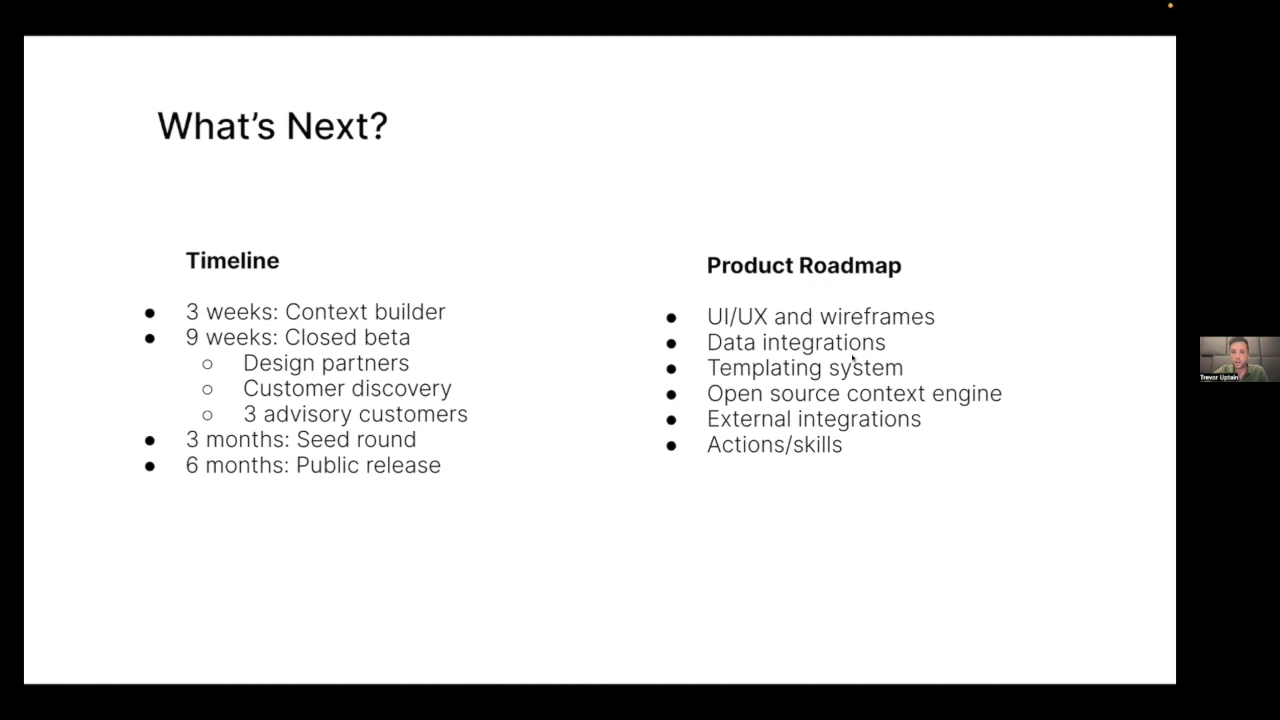 What's Next?
Timeline
● 3 weeks: Context builder
● 9 weeks: Closed beta
○ Design partners
○ Customer discovery
○ 3 advisory customers
● 3 months: Seed round
● 6 months: Public release
Product Roadmap
● UI/UX and wireframes
● Data integrations
● Templating system
● Open source context engine
● External integrations
● Actions/skills
Trevor Uptain